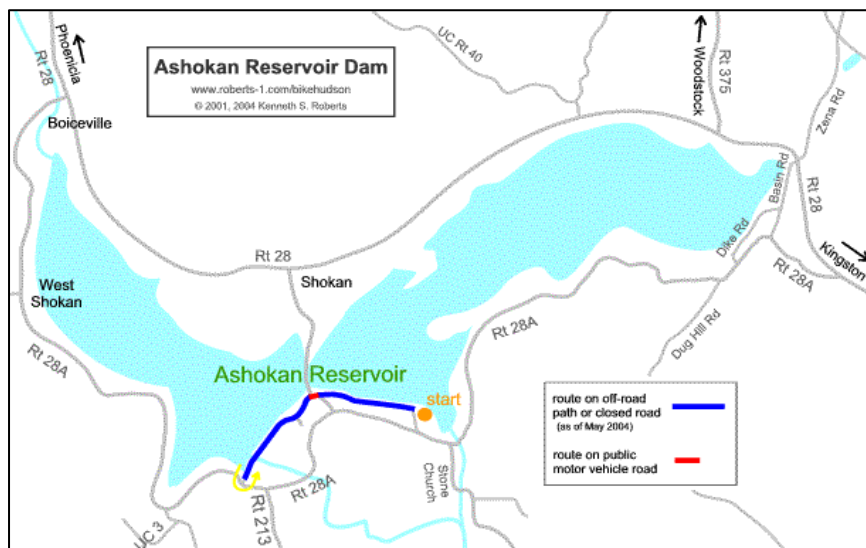 Phoenicia
Rt 28
Ashokan Reservoir Dam
www.roberts-1.com/bikehudson
© 2001, 2004 Kenneth S. Roberts
UC Rt 40
Woodstock
Rt 375
Zena Rd
Boiceville
Basin Rd
Rt 28
Rt 28
Dike Rd
Kingston
Shokan
Rt 28A
West
Shokan
Rt 28A
Dug Hill Rd
Rt 28A
Ashokan Reservoir
start
route on off-road
path or closed road
(as of May 2004)
route on public
motor vehicle road
Stone
Church
Rt 28A
Rt 213
UC 3